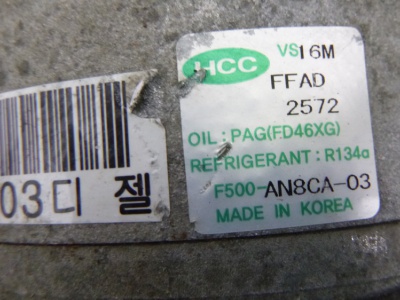 HCC VS16M
FFAD
2572
OIL : PAG(FD46XG)
REFRIGERANT : R134a
F500-AN8CA-03
MADE IN KOREA
03디젤